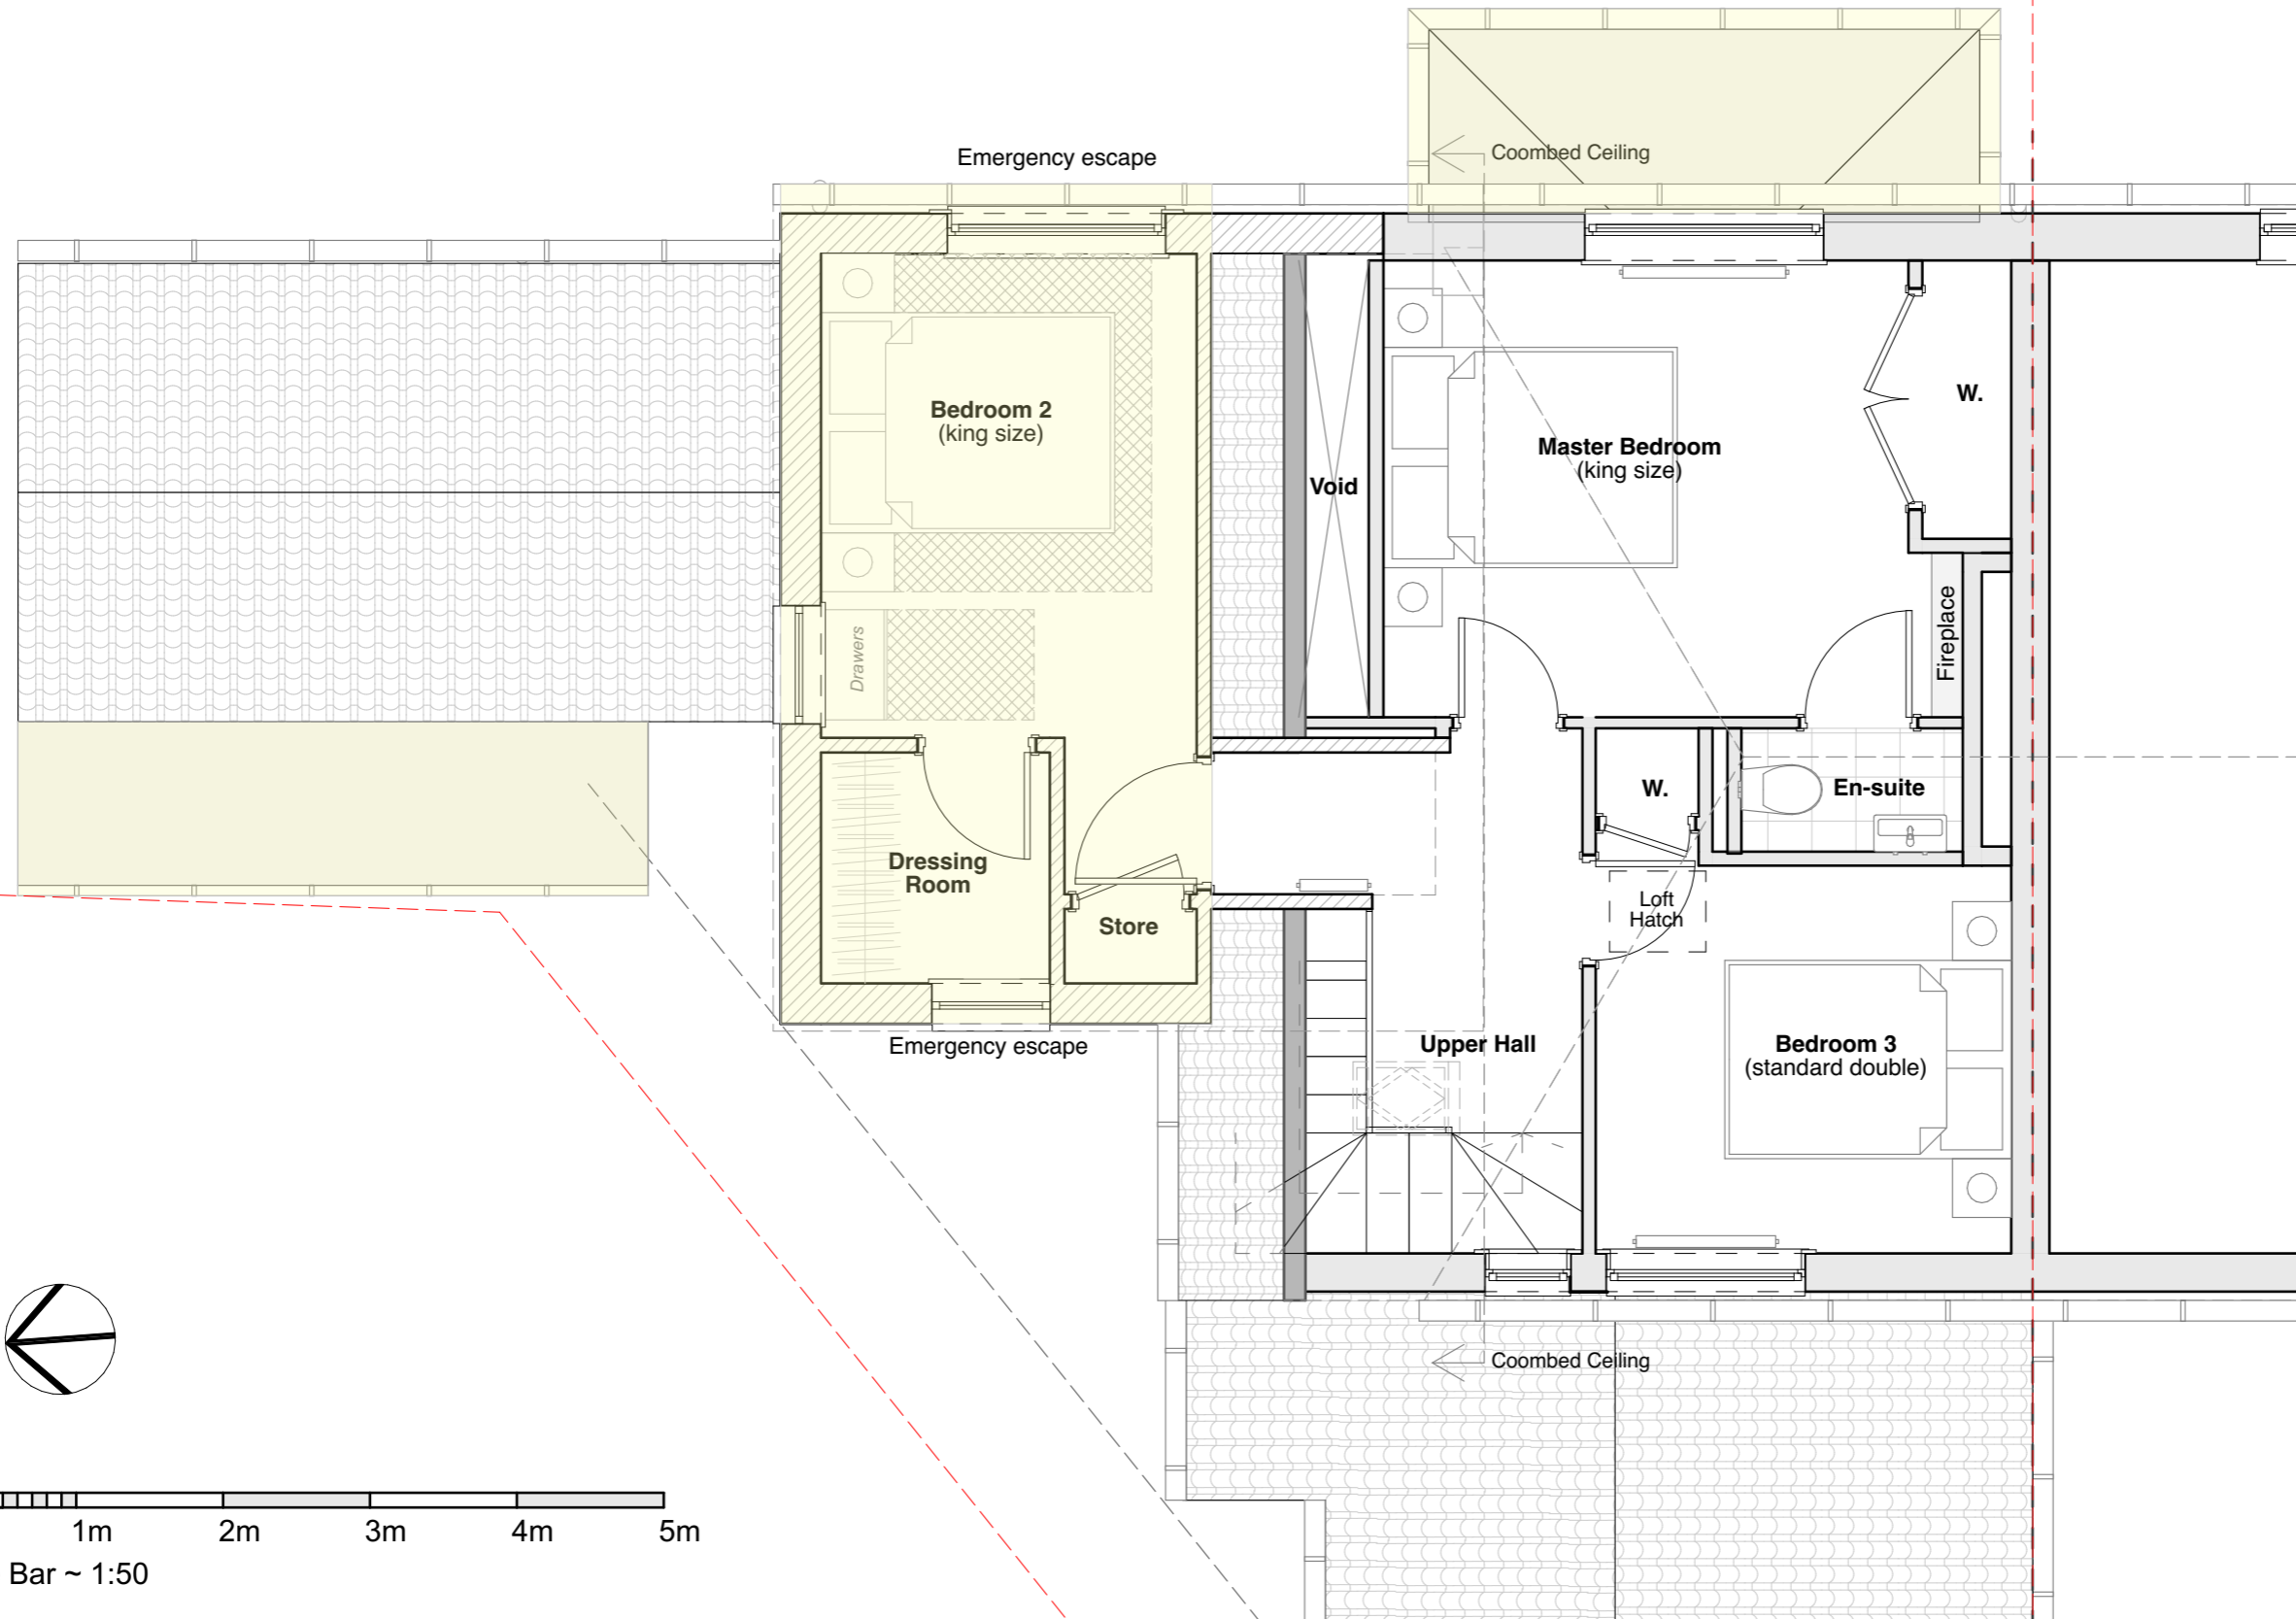 Emergency escape
Coombed Ceiling
Bedroom 2
(king size)
Master Bedroom
(king size)
W.
Void
Drawers
Fireplace
W.
En-suite
Dressing
Room
Store
Loft
Hatch
Emergency escape
Upper Hall
Bedroom 3
(standard double)
Coombed Ceiling
1m
2m
3m
4m
5m
Bar ~ 1:50